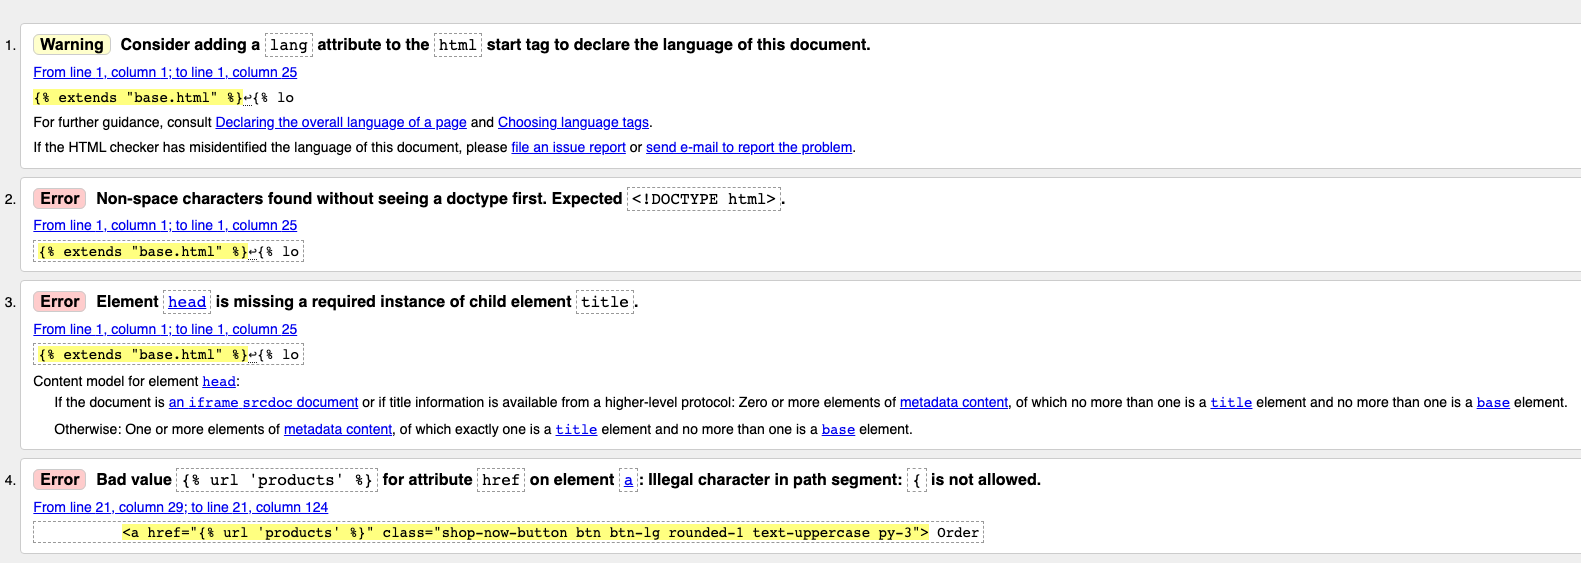 1. Warning Consider adding a lang attribute to the html start tag to declare the language of this document.
From line 1, column 1; to line 1, column 25
{% extends "base.html" %}↩{% lo
For further guidance, consult Declaring the overall language of a page and Choosing language tags.
If the HTML checker has misidentified the language of this document, please file an issue report or send e-mail to report the problem.
2. Error Non-space characters found without seeing a doctype first. Expected <!DOCTYPE html>.
From line 1, column 1; to line 1, column 25
{% extends "base.html" %}↩{% lo
3. Error Element head is missing a required instance of child element title.
From line 1, column 1; to line 1, column 25
{% extends "base.html" %}↩{% lo
Content model for element head:
If the document is an iframe srcdoc document or if title information is available from a higher-level protocol: Zero or more elements of metadata content, of which no more than one is a title element and no more than one is a base element.
Otherwise: One or more elements of metadata content, of which exactly one is a title element and no more than one is a base element.
4. Error Bad value {% url 'products' %} for attribute href on element a: Illegal character in path segment: { is not allowed.
From line 21, column 29; to line 21, column 124
<a href="{% url 'products' %}" class="shop-now-button btn btn-lg rounded-1 text-uppercase py-3"> Order